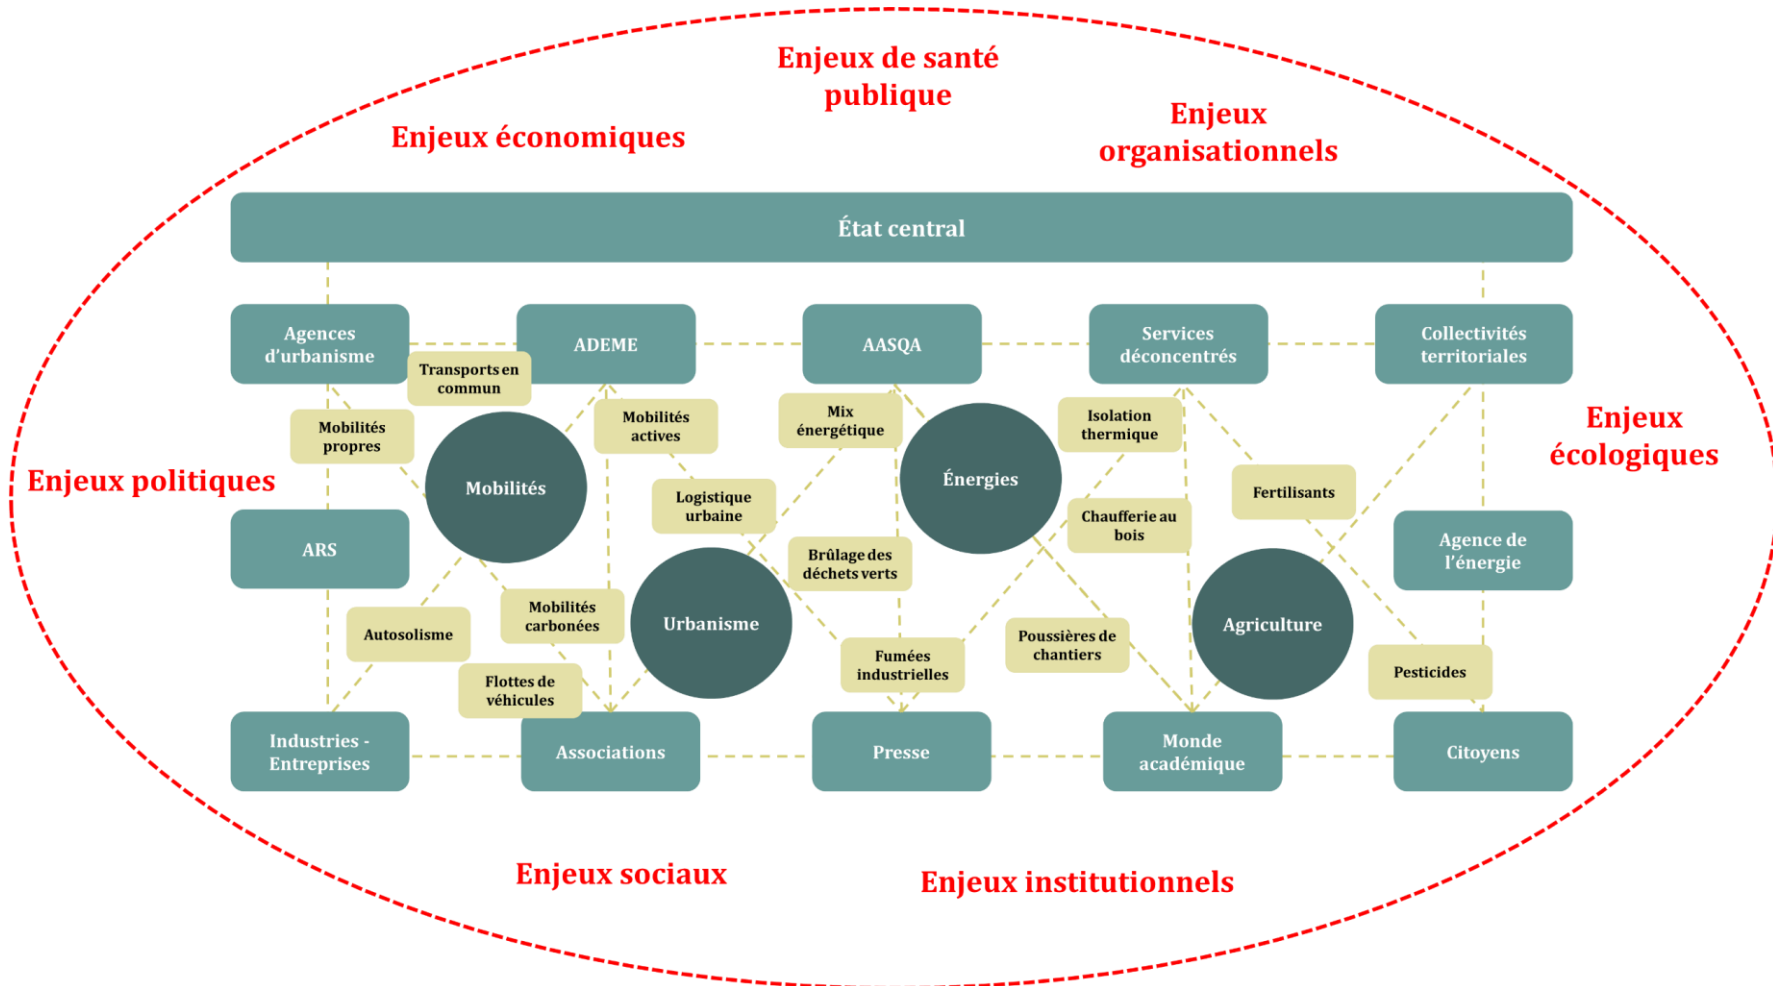 Enjeux de santé
publique
Enjeux économiques
Enjeux
organisationnels
État central
Agences
d'urbanisme
ADEME
AASQA
Services
déconcentrés
Collectivités
territoriales
Transports en
commun
Mobilités
propres
Mobilités
actives
Mix
énergétique
Isolation
thermique
Enjeux
écologiques
Enjeux politiques
Mobilités
Énergies
Fertilisants
Logistique
urbaine
Chaufferie au
bois
ARS
Brûlage des
déchets verts
Agence de
l'énergie
Autosolisme
Mobilités
carbonées
Urbanisme
Agriculture
Poussières de
chantiers
Fumées
industrielles
Pesticides
Flottes de
véhicules
Industries -
Entreprises
Associations
Presse
Monde
académique
Citoyens
Enjeux sociaux
Enjeux institutionnels